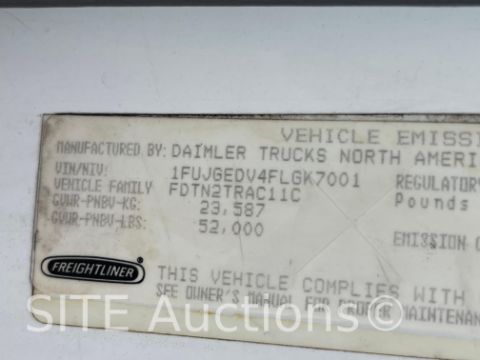 VEHICLE EMISSI
MANUFACTURED BY: DAIMLER TRUCKS NORTH AMERI
VIN/NIV: 1FUJGEDV4FLGK7001 REGULATORY
VEHICLE FAMILY FDTN2TRAC11C Pounds
GVWR-PNBV-KG: 23,587
GVWR-PNBV-LBS: 52,000
EMISSION
FREIGHTLINER
THIS VEHICLE COMPLIES WITH
SEE OWNER'S MANUAL FOR PROPER MAINTENAN
SITE Auctions.com®